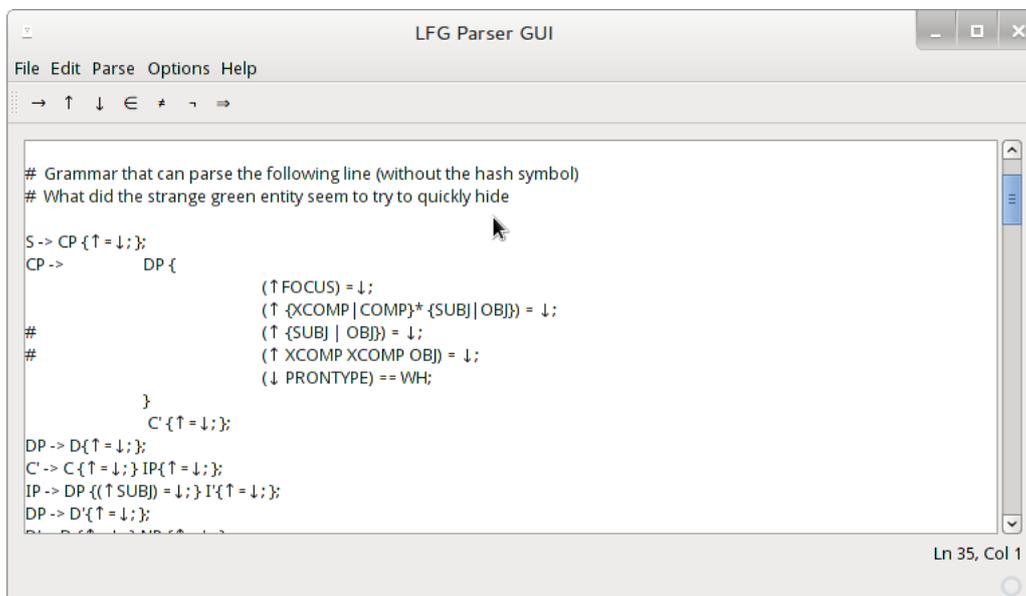 LFG Parser GUI
File Edit Parse Options Help
→ ↑ ↓ ∈ ≠ ¬ ⇒
# Grammar that can parse the following line (without the hash symbol)
# What did the strange green entity seem to try to quickly hide
S -> CP {↑ = ↓; };
CP -> DP {
(↑ FOCUS) = ↓;
(↑ {XCOMP|COMP}* {SUBJ|OBJ}) = ↓;
# (↑ {SUBJ | OBJ}) = ↓;
# (↑ XCOMP XCOMP OBJ) = ↓;
(↓ PRONTYPE) == WH;
}
C' {↑ = ↓; };
DP -> D{↑ = ↓; };
C' -> C {↑ = ↓; } IP{↑ = ↓; };
IP -> DP {(↑ SUBJ) = ↓; } I'{↑ = ↓; };
DP -> D'{↑ = ↓; };
Ln 35, Col 1